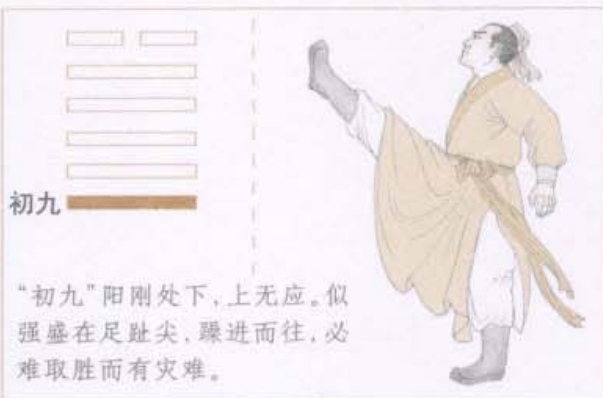 初九
“初九”阳刚处下，上无应。似
强盛在足趾尖，躁进而往，必
难取胜而有灾难。